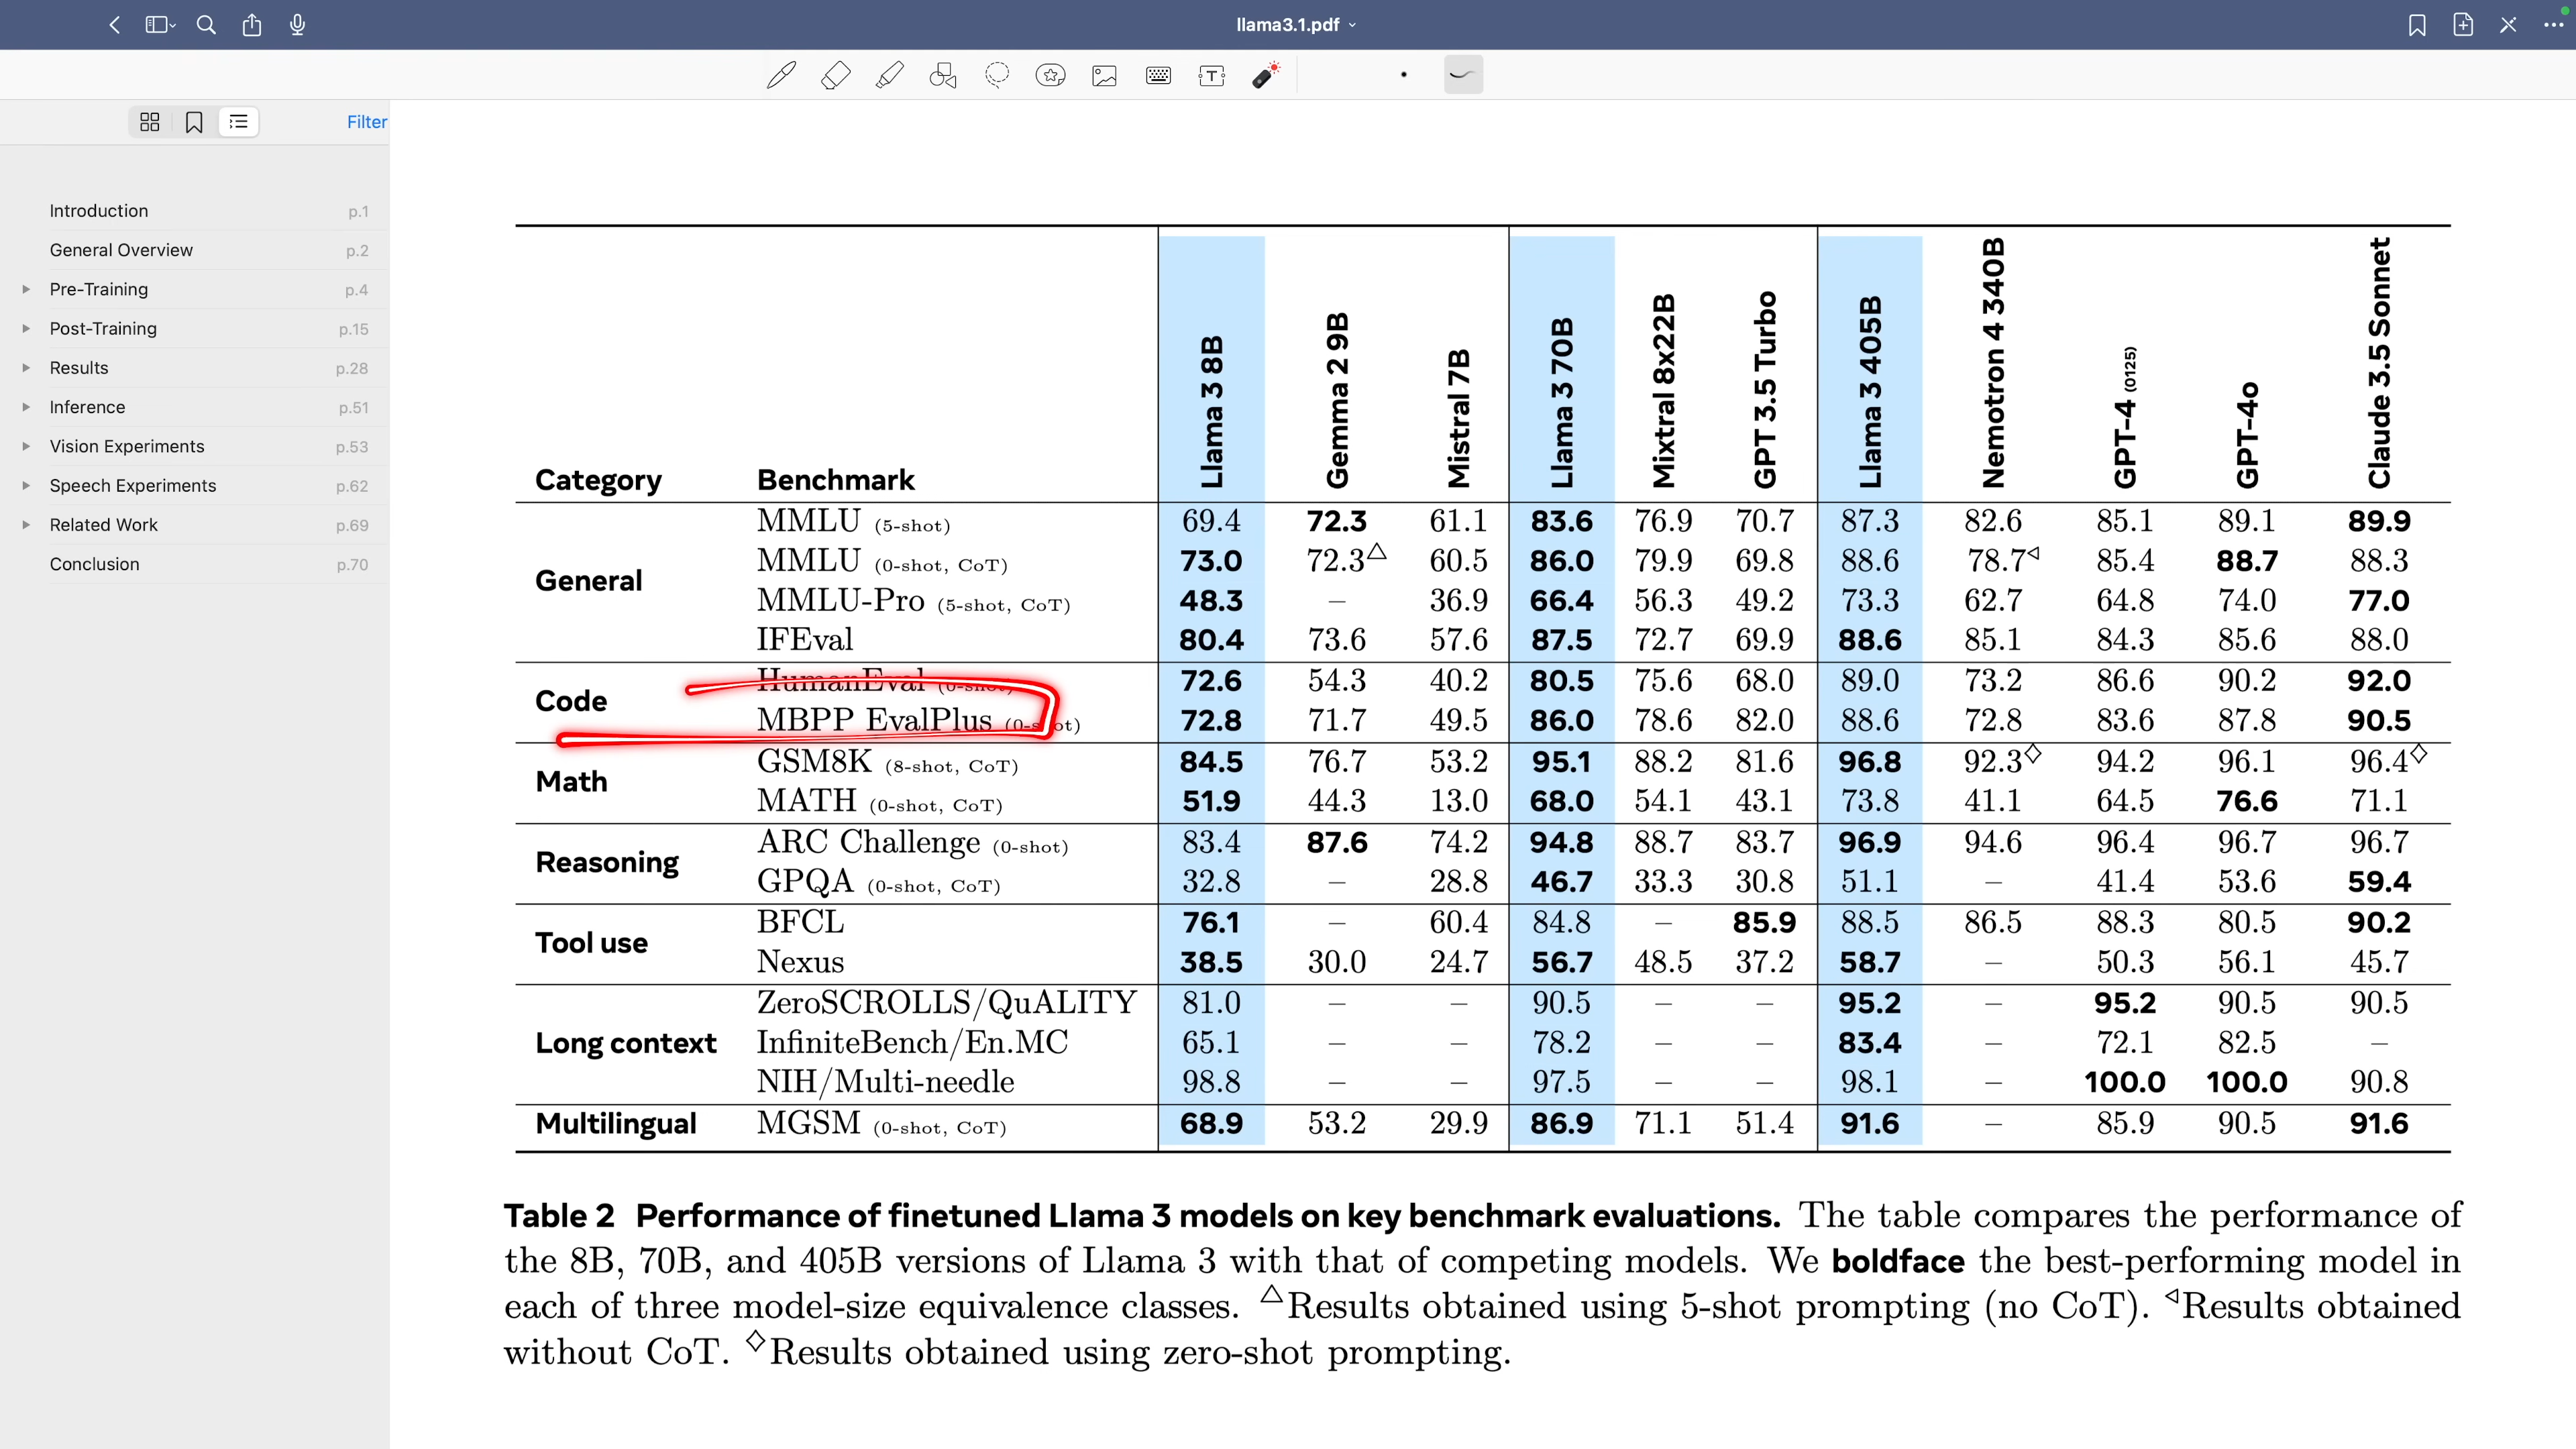 llama3.1.pdf
Filter
Introduction p.1
General Overview p.2
Pre-Training p.4
Post-Training p.15
Results p.28
Inference p.51
Vision Experiments p.53
Speech Experiments p.62
Related Work p.69
Conclusion p.70
Category Benchmark Llama 3 8B Gemma 2 9B Mistral 7B Llama 3 70B Mixtral 8x22B GPT 3.5 Turbo Llama 3 405B Nemotron 4 340B GPT-4 (0125) GPT-4o Claude 3.5 Sonnet
General
MMLU (5-shot) 69.4 72.3 61.1 83.6 76.9 70.7 87.3 82.6 85.1 89.1 89.9
MMLU (0-shot, CoT) 73.0 72.3△ 60.5 86.0 79.9 69.8 88.6 78.7◁ 85.4 88.7 88.3
MMLU-Pro (5-shot, CoT) 48.3 – 36.9 66.4 56.3 49.2 73.3 62.7 64.8 74.0 77.0
IFEval 80.4 73.6 57.6 87.5 72.7 69.9 88.6 85.1 84.3 85.6 88.0
Code
HumanEval (0-shot) 72.6 54.3 40.2 80.5 75.6 68.0 89.0 73.2 86.6 90.2 92.0
MBPP EvalPlus (0-shot) 72.8 71.7 49.5 86.0 78.6 82.0 88.6 72.8 83.6 87.8 90.5
Math
GSM8K (8-shot, CoT) 84.5 76.7 53.2 95.1 88.2 81.6 96.8 92.3◇ 94.2 96.1 96.4◇
MATH (0-shot, CoT) 51.9 44.3 13.0 68.0 54.1 43.1 73.8 41.1 64.5 76.6 71.1
Reasoning
ARC Challenge (0-shot) 83.4 87.6 74.2 94.8 88.7 83.7 96.9 94.6 96.4 96.7 96.7
GPQA (0-shot, CoT) 32.8 – 28.8 46.7 33.3 30.8 51.1 – 41.4 53.6 59.4
Tool use
BFCL 76.1 – 60.4 84.8 – 85.9 88.5 86.5 88.3 80.5 90.2
Nexus 38.5 30.0 24.7 56.7 48.5 37.2 58.7 – 50.3 56.1 45.7
Long context
ZeroSCROLLS/QuALITY 81.0 – – 90.5 – – 95.2 – 95.2 90.5 90.5
InfiniteBench/En.MC 65.1 – – 78.2 – – 83.4 – 72.1 82.5 –
NIH/Multi-needle 98.8 – – 97.5 – – 98.1 – 100.0 100.0 90.8
Multilingual MGSM (0-shot, CoT) 68.9 53.2 29.9 86.9 71.1 51.4 91.6 – 85.9 90.5 91.6
Table 2 Performance of finetuned Llama 3 models on key benchmark evaluations. The table compares the performance of
the 8B, 70B, and 405B versions of Llama 3 with that of competing models. We boldface the best-performing model in
each of three model-size equivalence classes. △Results obtained using 5-shot prompting (no CoT). ◁Results obtained
without CoT. ◇Results obtained using zero-shot prompting.